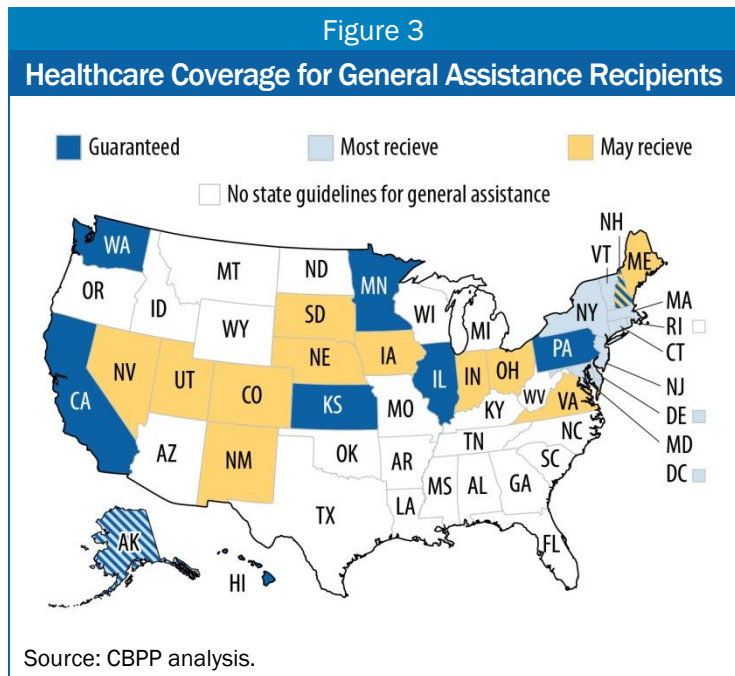 Figure 3
Healthcare Coverage for General Assistance Recipients
Guaranteed
Most recieve
May recieve
No state guidelines for general assistance
NH
WA
VT
ME
MT
ND
MN
OR
ID
WI
NY
MA
SD
RI
WY
MI
CT
IA
PA
NE
NV
IL
IN
OH
NJ
UT
CO
CA
KS
MO
WV
VA
DE
KY
MD
NC
TN
AZ
OK
NM
AR
SC
DC
MS
AL
GA
LA
TX
AK
FL
HI
Source: CBPP analysis.